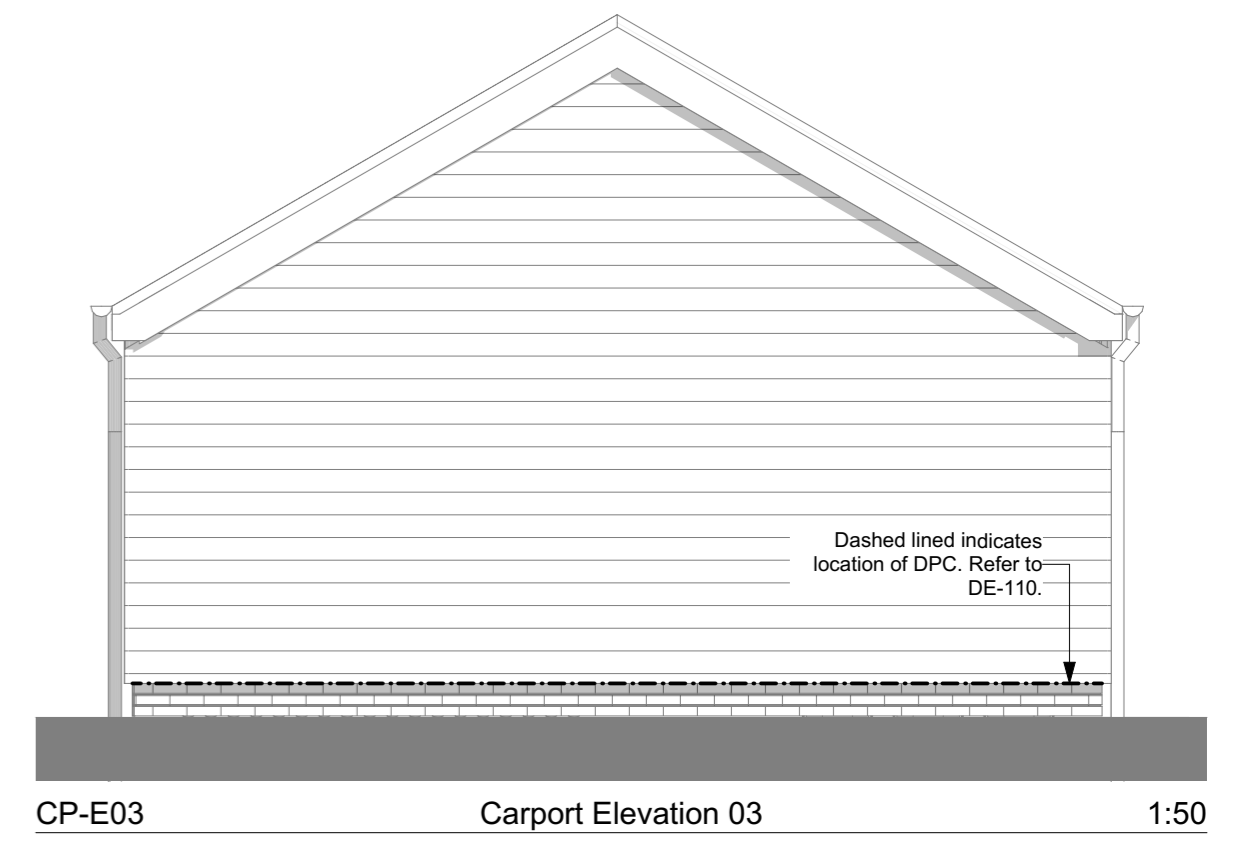 Dashed lined indicates
location of DPC. Refer to
DE-110.
CP-E03 Carport Elevation 03 1:50